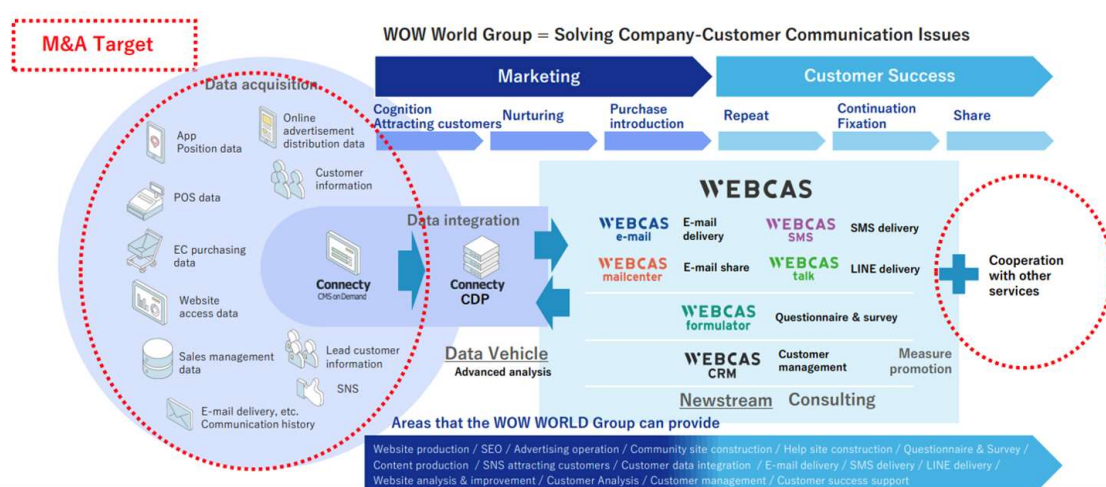 M&A Target
WOW World Group = Solving Company-Customer Communication Issues
Marketing
Customer Success
Cognition
Attracting customers
Nurturing
Purchase
introduction
Repeat
Continuation
Fixation
Share
Data acquisition
App
Position data
Online
advertisement
distribution data
Customer
information
POS data
EC purchasing
data
Website
access data
Sales management
data
Lead customer
information
SNS
E-mail delivery, etc.
Communication history
Data integration
Connecty
CMS on Demand
Connecty
CDP
Data Vehicle
Advanced analysis
WEBCAS
WEBCAS
e-mail
E-mail
delivery
WEBCAS
SMS
SMS delivery
WEBCAS
mailcenter
E-mail share
WEBCAS
talk
LINE delivery
WEBCAS
formulator
Questionnaire & survey
WEBCAS
CRM
Customer
management
Measure
promotion
Newstream Consulting
Cooperation
with other
services
Areas that the WOW WORLD Group can provide
Website production / SEO / Advertising operation / Community site construction / Help site construction / Questionnaire & Survey /
Content production / SNS attracting customers / Customer data integration / E-mail delivery / SMS delivery / LINE delivery /
Website analysis & improvement / Customer Analysis / Customer management / Customer success support